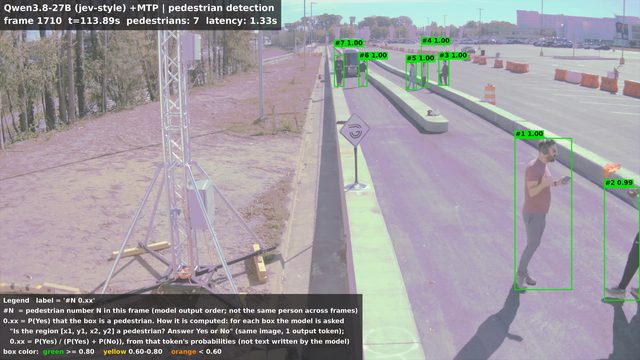 Qwen3.8-27B (jev-style) +MTP | pedestrian detection
frame 1710 t=113.89s pedestrians: 7 latency: 1.33s
#7 1.00
#6 1.00
#4 1.00
#5 1.00
#3 1.00
#1 1.00
#2 0.99
Legend label = '#N 0.xx'
#N = pedestrian number N in this frame (model output order; not the same person across frames)
0.xx = P(Yes) that the box is a pedestrian. How it is computed: for each box the model is asked
"Is the region [x1, y1, x2, y2] a pedestrian? Answer Yes or No" (same image, 1 output token);
0.xx = P(Yes) / (P(Yes) + P(No)), from that token's probabilities (not text written by the model)
box color: green >= 0.80 yellow 0.60-0.80 orange < 0.60